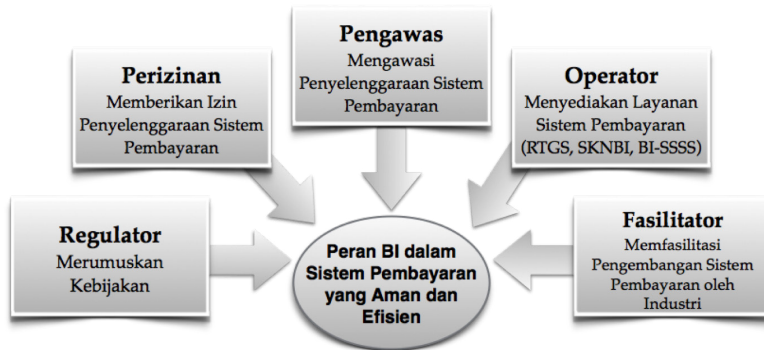 Regulator
Merumuskan
Kebijakan
Perizinan
Memberikan Izin
Penyelenggaraan Sistem
Pembayaran
Pengawas
Mengawasi
Penyelenggaraan Sistem
Pembayaran
Operator
Menyediakan Layanan
Sistem Pembayaran
(RTGS, SKNBI, BI-SSSS)
Fasilitator
Memfasilitasi
Pengembangan Sistem
Pembayaran oleh
Industri
Peran BI dalam
Sistem Pembayaran
yang Aman dan
Efisien